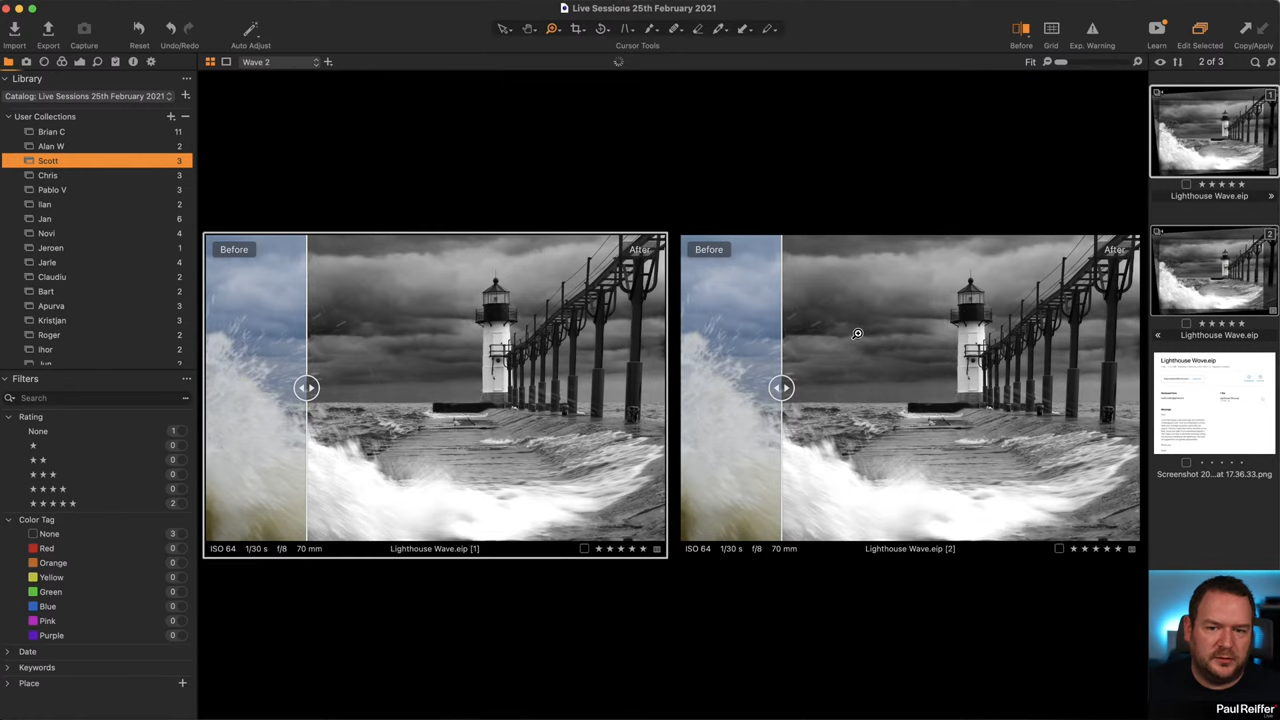 Live Sessions 25th February 2021
Import
Export
Capture
Reset
Undo/Redo
Auto Adjust
Cursor Tools
Before
Grid
Exp. Warning
Learn
Edit Selected
Copy/Apply
Library
Wave 2
Fit
2 of 3
Catalog: Live Sessions 25th February 2021
User Collections
Brian C 11
Alan W 2
Scott 3
Chris 3
Pablo V 3
Ilan 2
Jan 6
Novi 4
Jeroen 1
Jarle 4
Claudiu 2
Bart 2
Apurva 3
Kristjan 3
Roger 2
Ihor 2
Filters
Search
Rating
None 1
★ 0
★★ 0
★★★ 0
★★★★ 0
★★★★★ 2
Color Tag
None 3
Red 0
Orange 0
Yellow 0
Green 0
Blue 0
Pink 0
Purple 0
Date
Keywords
Place
Before
After
ISO 64 1/30 s f/8 70 mm Lighthouse Wave.eip [1] ★★★★★
Before
After
ISO 64 1/30 s f/8 70 mm Lighthouse Wave.eip [2] ★★★★★
1
★★★★★
Lighthouse Wave.eip
2
★★★★★
Lighthouse Wave.eip
Lighthouse Wave.eip
Screenshot 20...at 17.36.33.png
Paul Reiffer
Live